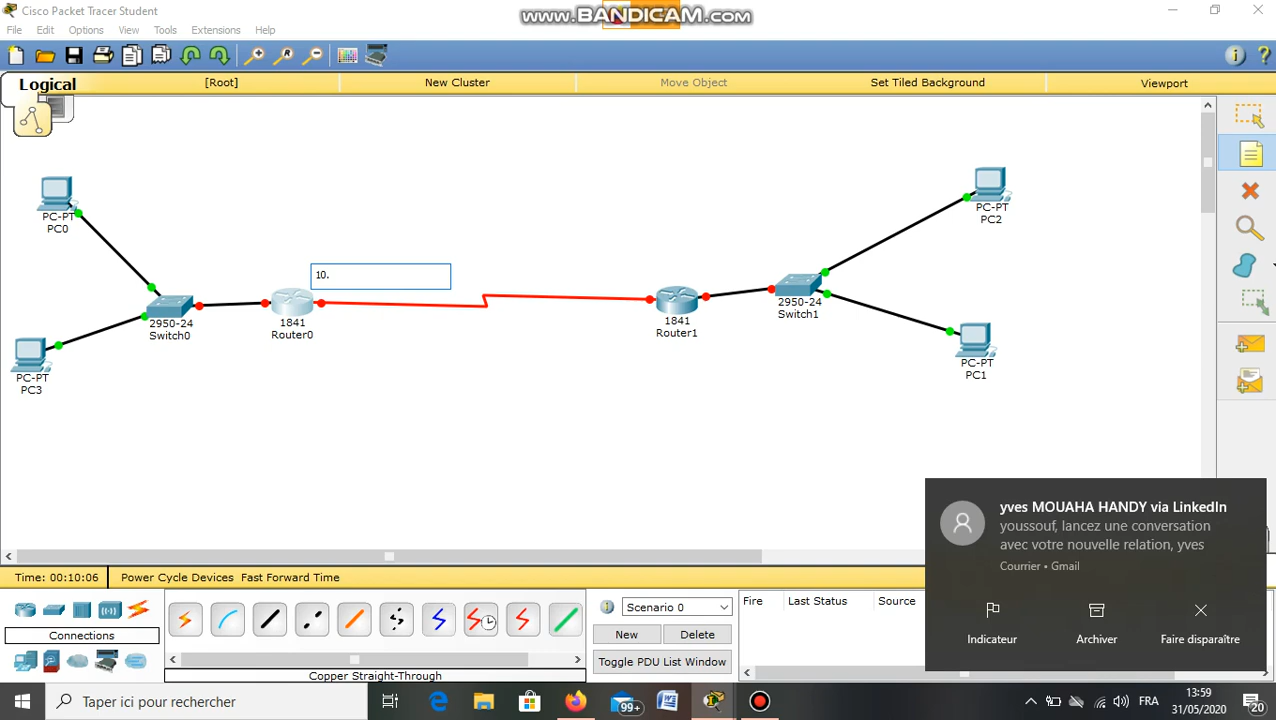 Cisco Packet Tracer Student
www.BANDICAM.com
File Edit Options View Tools Extensions Help
Logical
[Root]
New Cluster
Move Object
Set Tiled Background
Viewport
PC-PT
PC0
PC-PT
PC2
10.
2950-24
Switch0
1841
Router0
1841
Router1
2950-24
Switch1
PC-PT
PC3
PC-PT
PC1
yves MOUAHA HANDY via LinkedIn
youssouf, lancez une conversation
avec votre nouvelle relation, yves
Courrier • Gmail
Indicateur
Archiver
Faire disparaître
Time: 00:10:06
Power Cycle Devices Fast Forward Time
Connections
Copper Straight-Through
Scenario 0
New
Delete
Toggle PDU List Window
Fire
Last Status
Source
Taper ici pour rechercher
99+
FRA
13:59
31/05/2020
20